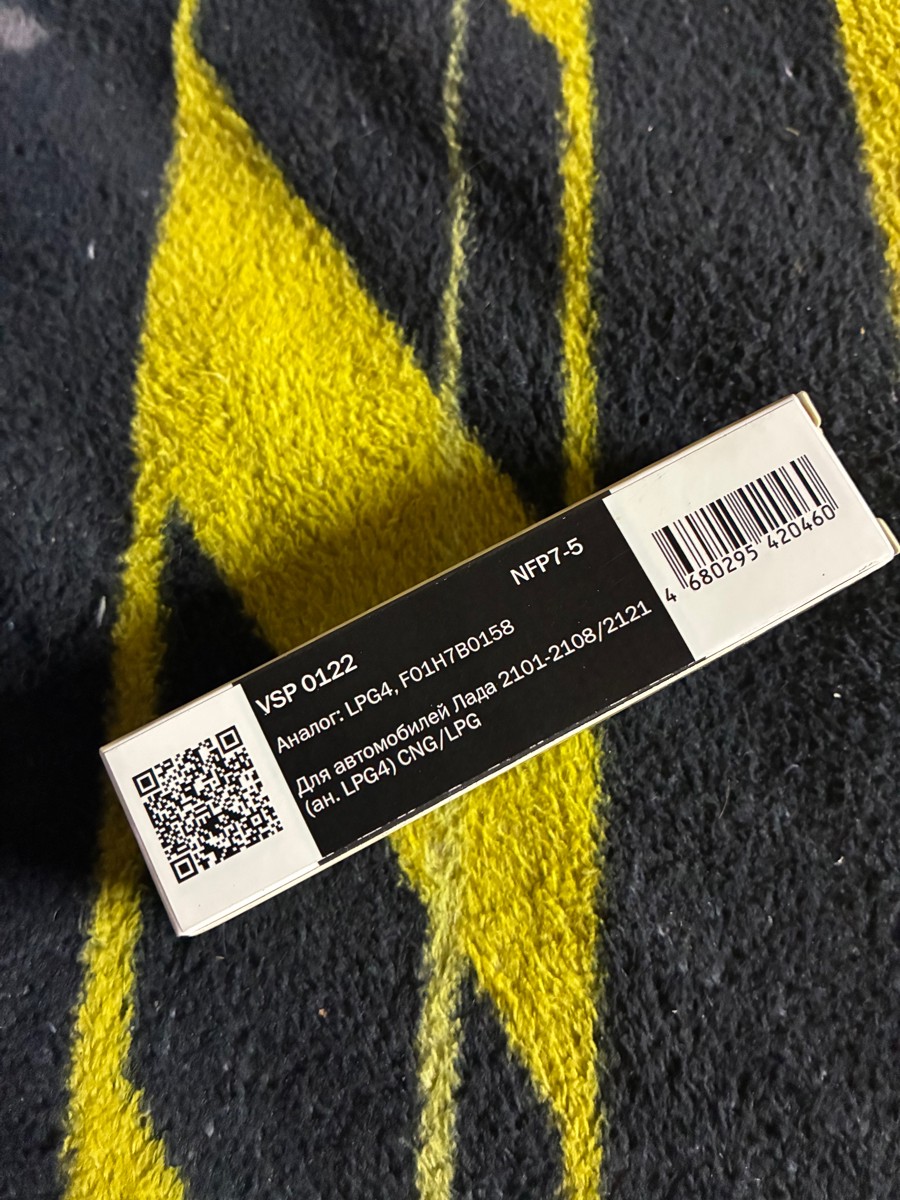 NFP7-5
VSP 0122
Аналог: LPG4, F01H7B0158
Для автомобилей Лада 2101-2108/2121
(ан. LPG4) CNG/LPG
4 680295 420460